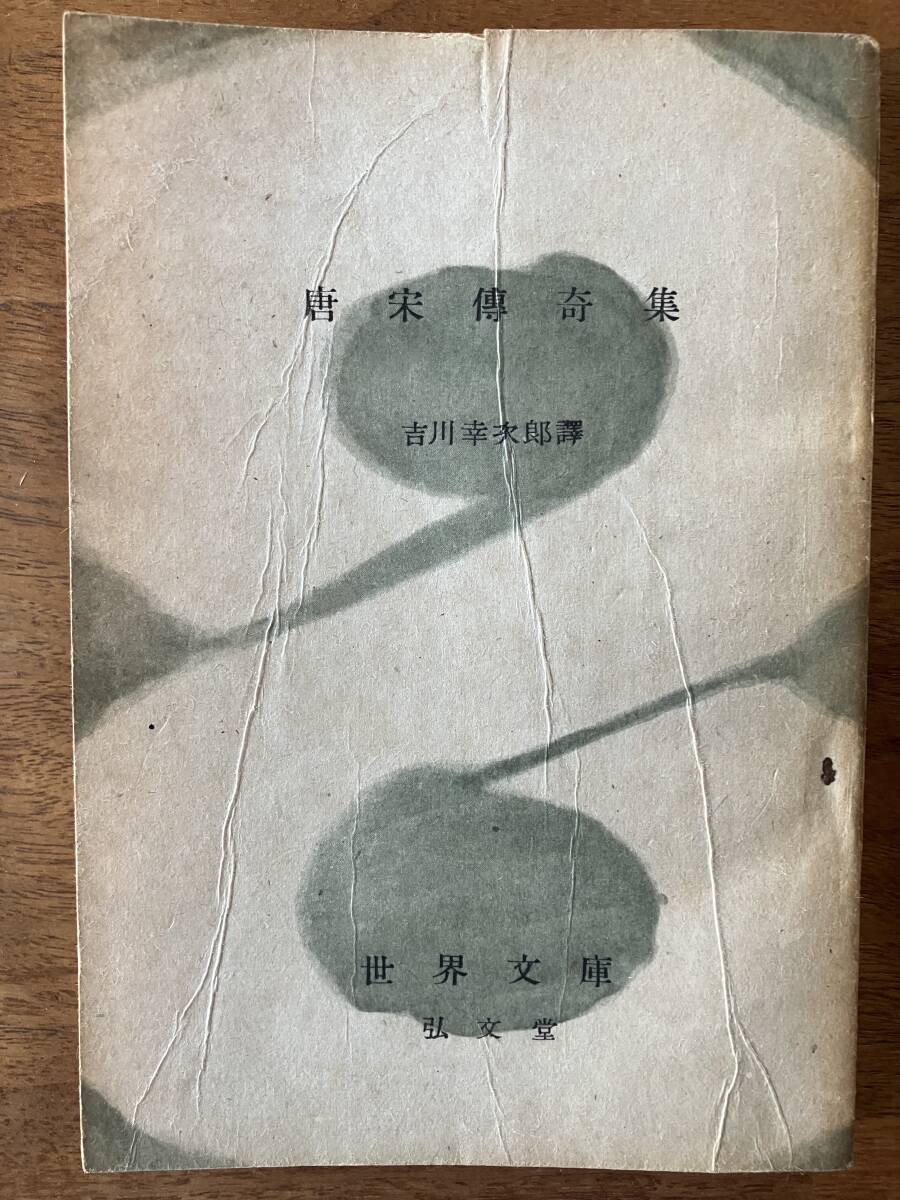 唐宋傳奇集
吉川幸次郎譯
世界文庫
弘文堂